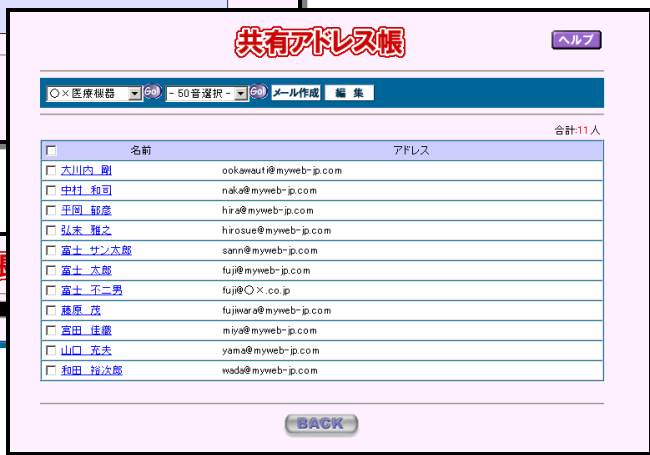 共有アドレス帳
ヘルプ
○×医療機器 Go! - 50音選択 - Go! メール作成 編 集
合計:11人
名前 アドレス
大川内 剛 ookawauti@myweb-jp.com
中村 和司 naka@myweb-jp.com
平岡 郁彦 hira@myweb-jp.com
弘末 雅之 hirosue@myweb-jp.com
富士 サン太郎 sann@myweb-jp.com
富士 太郎 fuji@myweb-jp.com
富士 不二男 fuji@○×.co.jp
藤原 茂 fujiwara@myweb-jp.com
宮田 佳徹 miya@myweb-jp.com
山口 充夫 yama@myweb-jp.com
和田 裕次郎 wada@myweb-jp.com
BACK